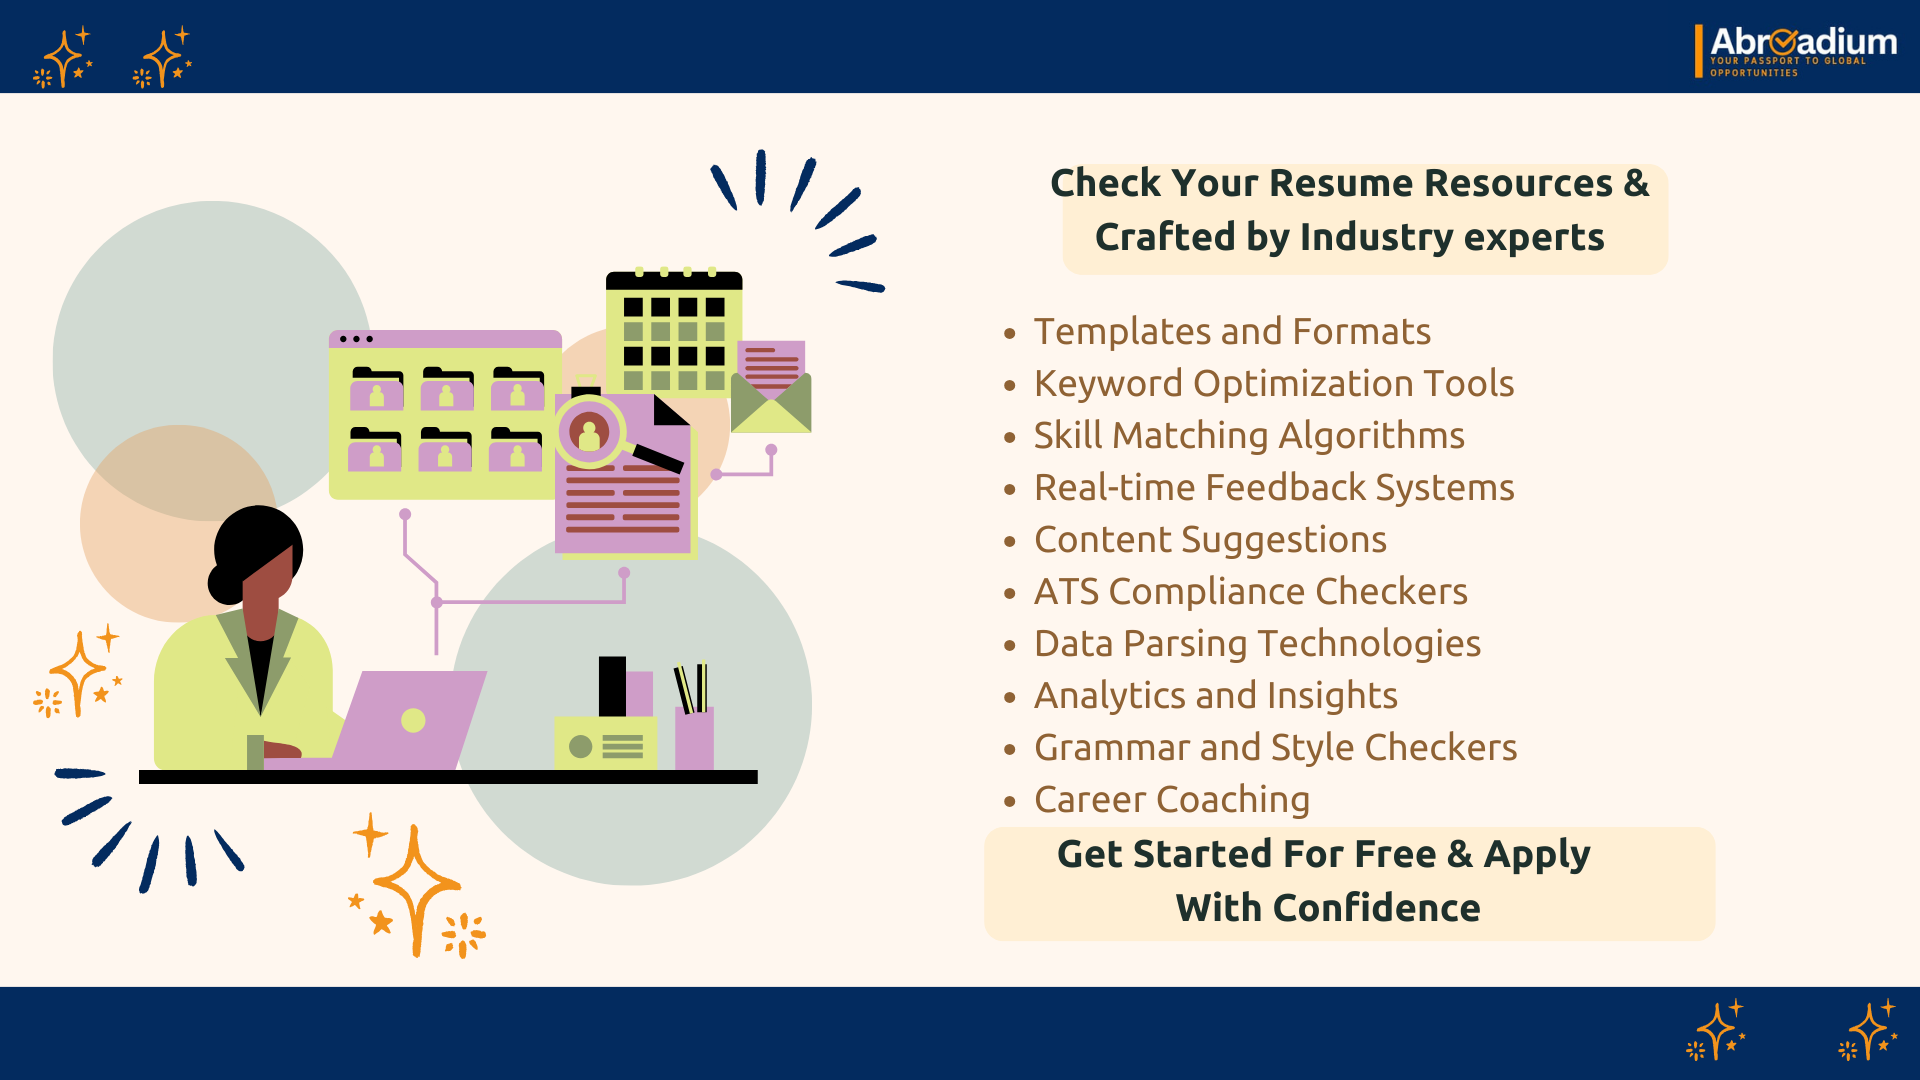 Abroadium
YOUR PASSPORT TO GLOBAL
OPPORTUNITIES
Check Your Resume Resources &
Crafted by Industry experts
• Templates and Formats
• Keyword Optimization Tools
• Skill Matching Algorithms
• Real-time Feedback Systems
• Content Suggestions
• ATS Compliance Checkers
• Data Parsing Technologies
• Analytics and Insights
• Grammar and Style Checkers
• Career Coaching
Get Started For Free & Apply
With Confidence